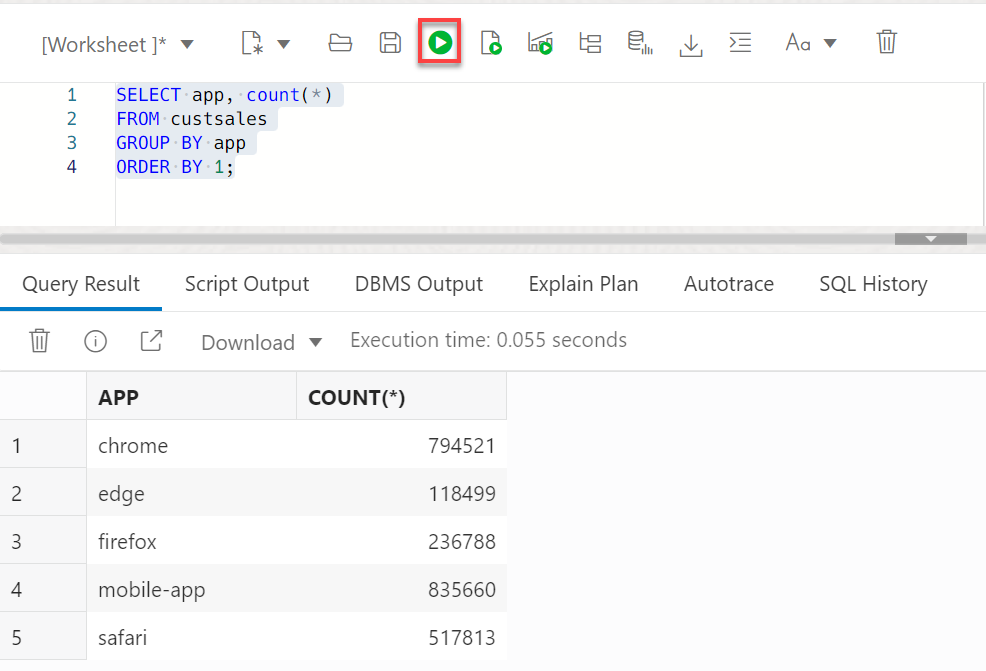 [Worksheet ]*
Aa
1 SELECT app, count(*)
2 FROM custsales
3 GROUP BY app
4 ORDER BY 1;
Query Result Script Output DBMS Output Explain Plan Autotrace SQL History
Download Execution time: 0.055 seconds
APP COUNT(*)
1 chrome 794521
2 edge 118499
3 firefox 236788
4 mobile-app 835660
5 safari 517813